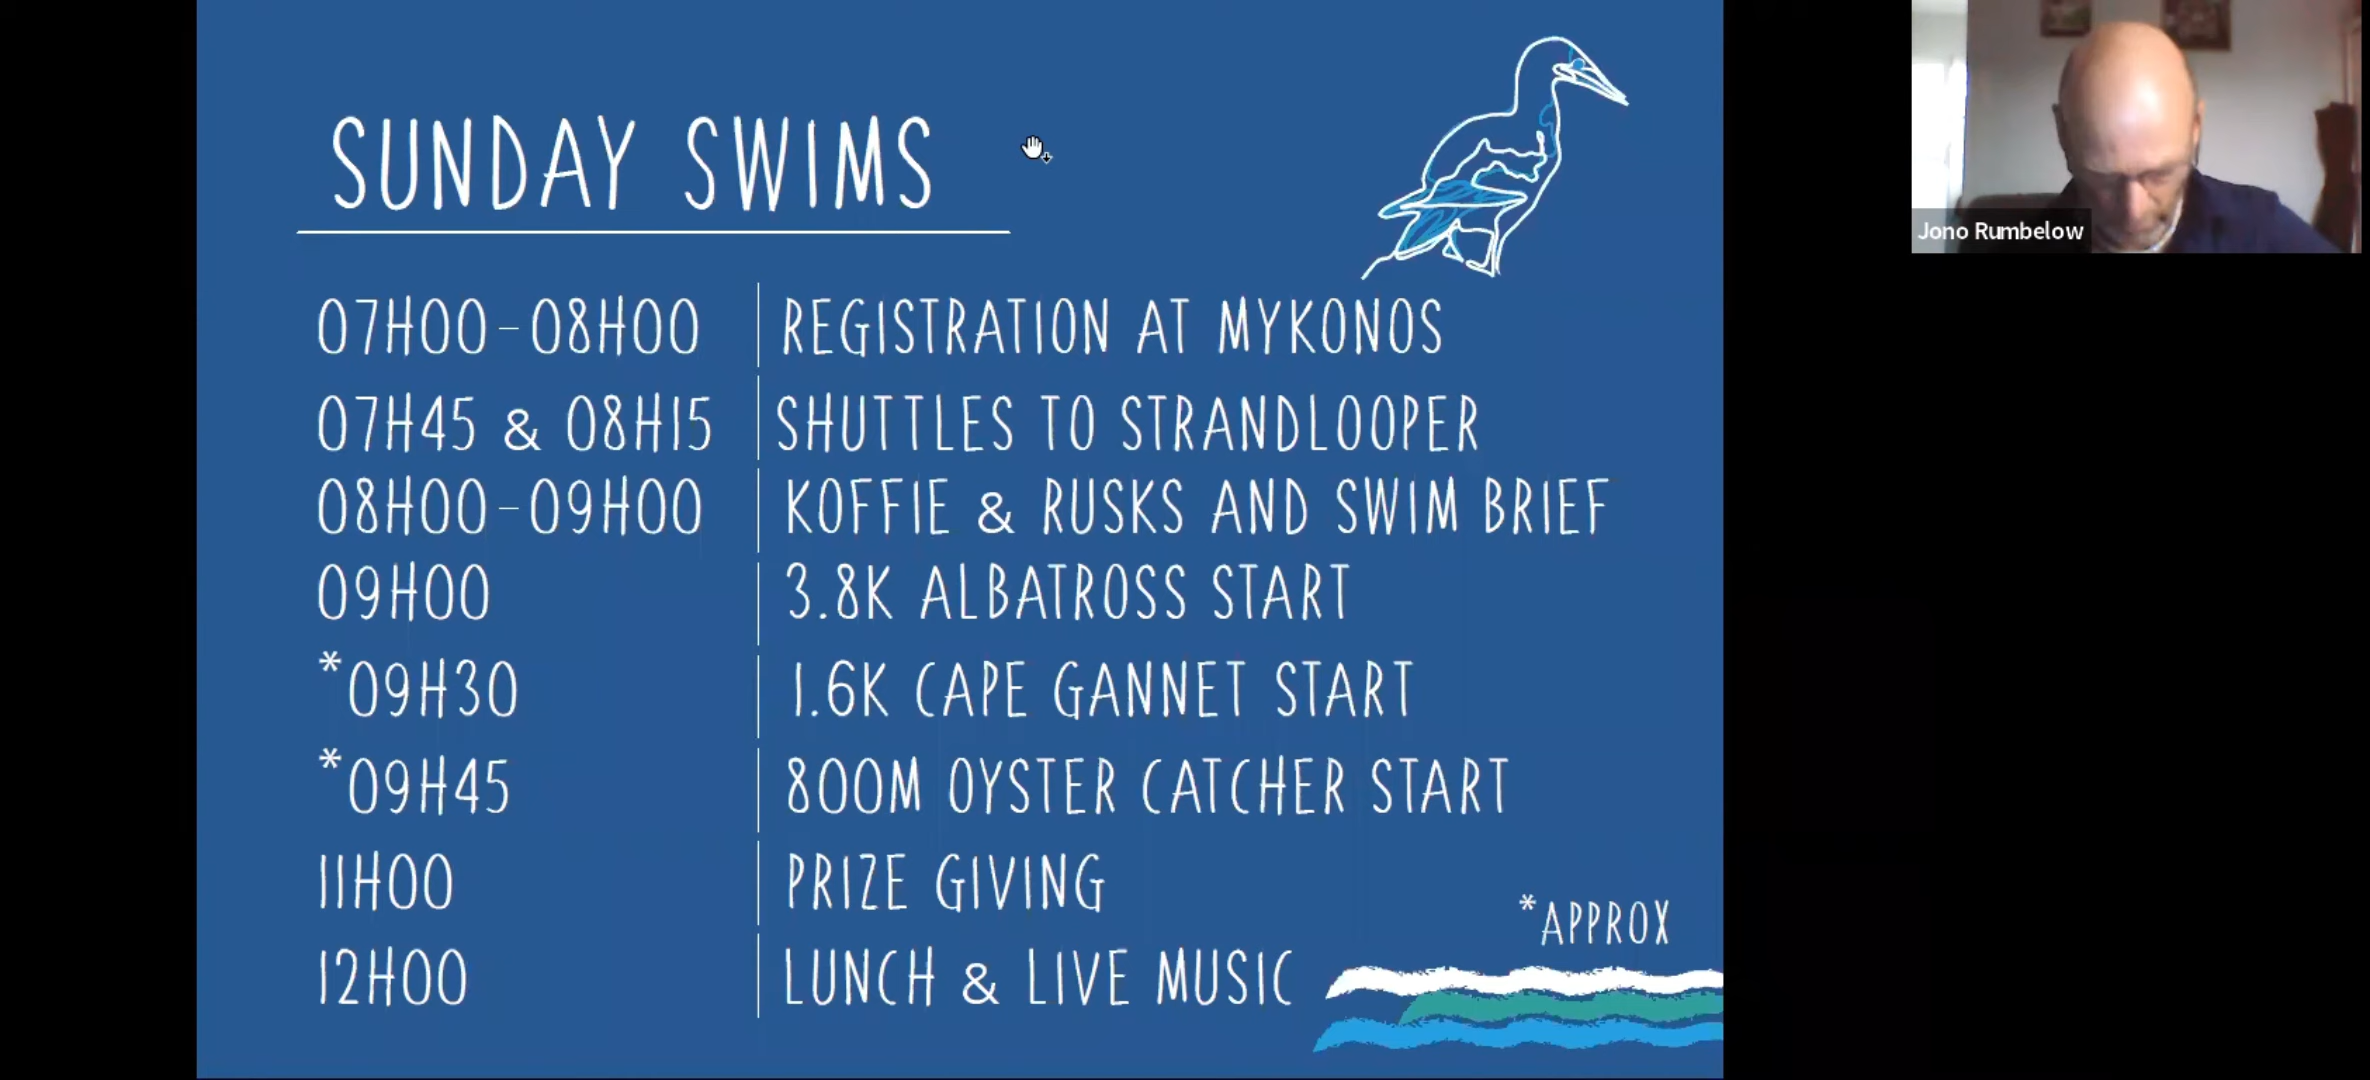 SUNDAY SWIMS
07H00-08H00 REGISTRATION AT MYKONOS
07H45 & 08H15 SHUTTLES TO STRANDLOOPER
08H00-09H00 KOFFIE & RUSKS AND SWIM BRIEF
09H00 3.8K ALBATROSS START
*09H30 1.6K CAPE GANNET START
*09H45 800M OYSTER CATCHER START
11H00 PRIZE GIVING
*APPROX
12H00 LUNCH & LIVE MUSIC
Jono Rumbelow